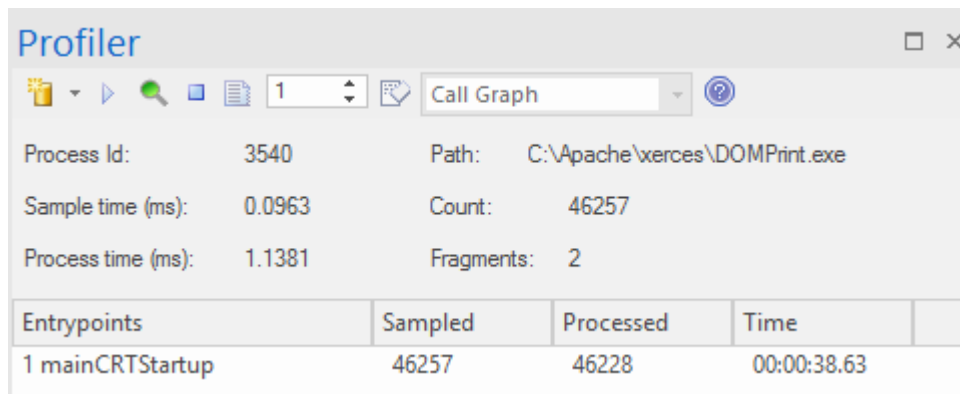 Profiler
1 Call Graph
Process Id: 3540 Path: C:\Apache\xerces\DOMPrint.exe
Sample time (ms): 0.0963 Count: 46257
Process time (ms): 1.1381 Fragments: 2
Entrypoints Sampled Processed Time
1 mainCRTStartup 46257 46228 00:00:38.63